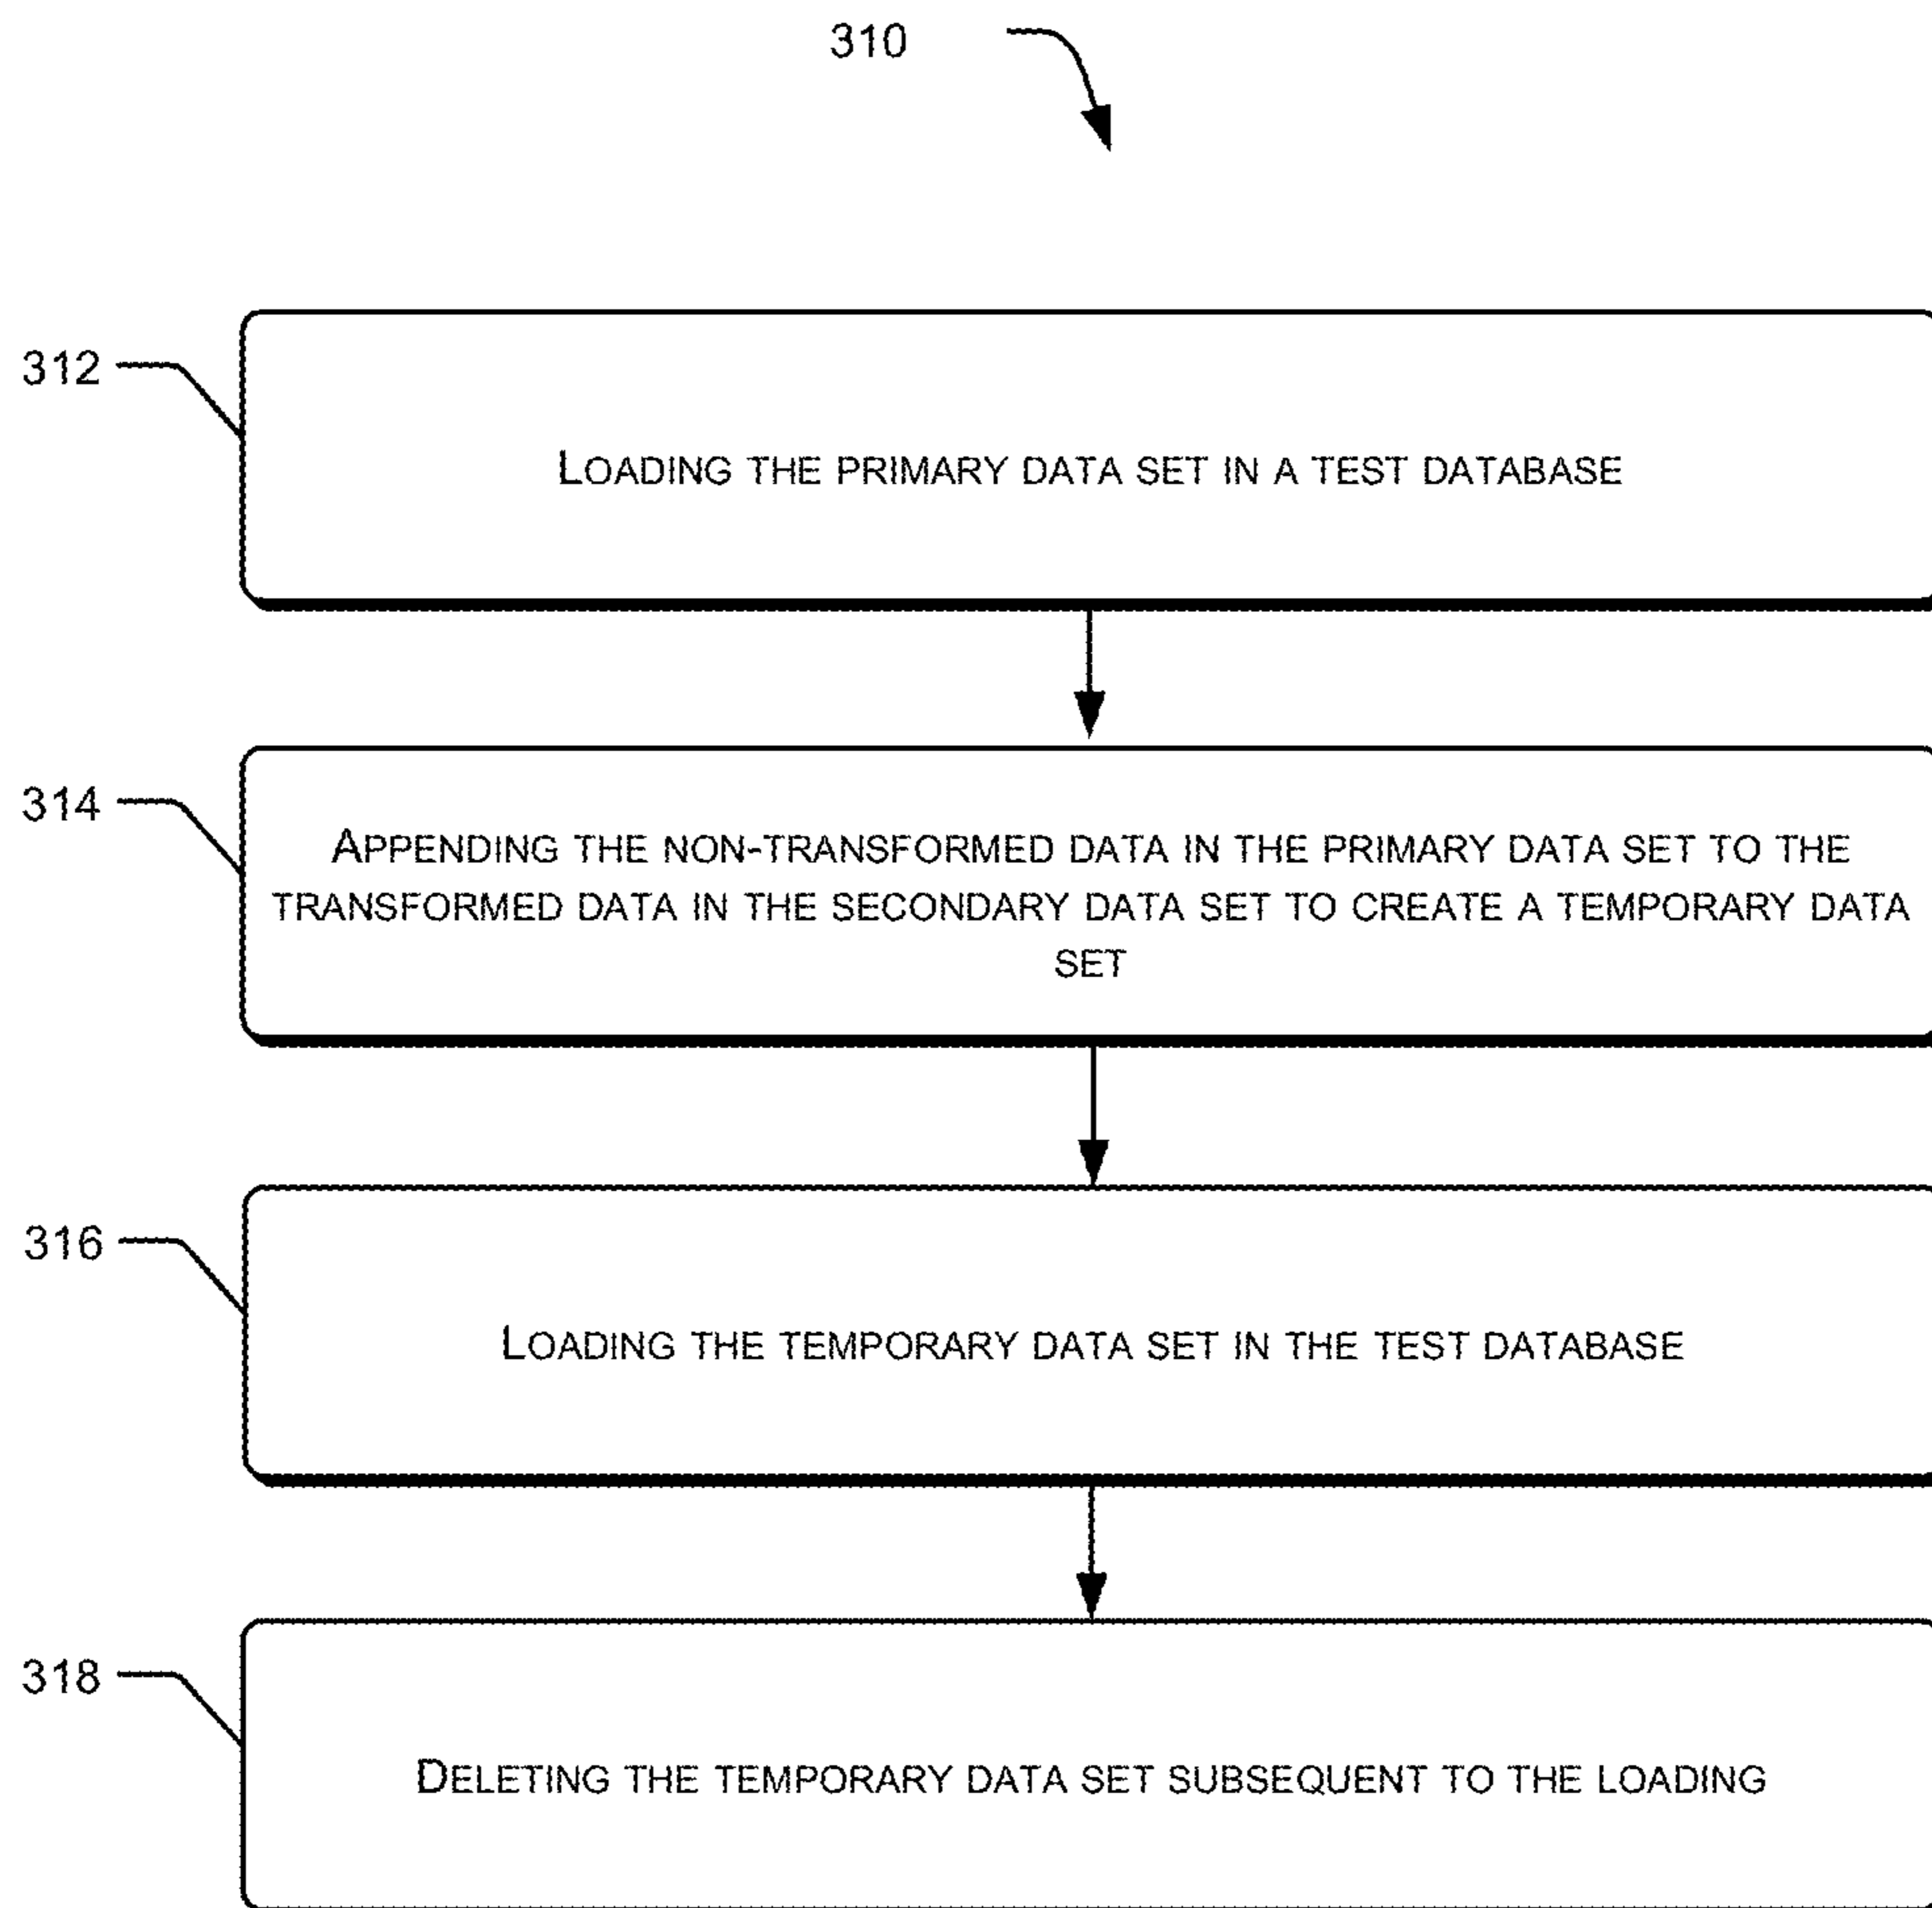 310
312
LOADING THE PRIMARY DATA SET IN A TEST DATABASE
314
APPENDING THE NON-TRANSFORMED DATA IN THE PRIMARY DATA SET TO THE
TRANSFORMED DATA IN THE SECONDARY DATA SET TO CREATE A TEMPORARY DATA
SET
316
LOADING THE TEMPORARY DATA SET IN THE TEST DATABASE
318
DELETING THE TEMPORARY DATA SET SUBSEQUENT TO THE LOADING